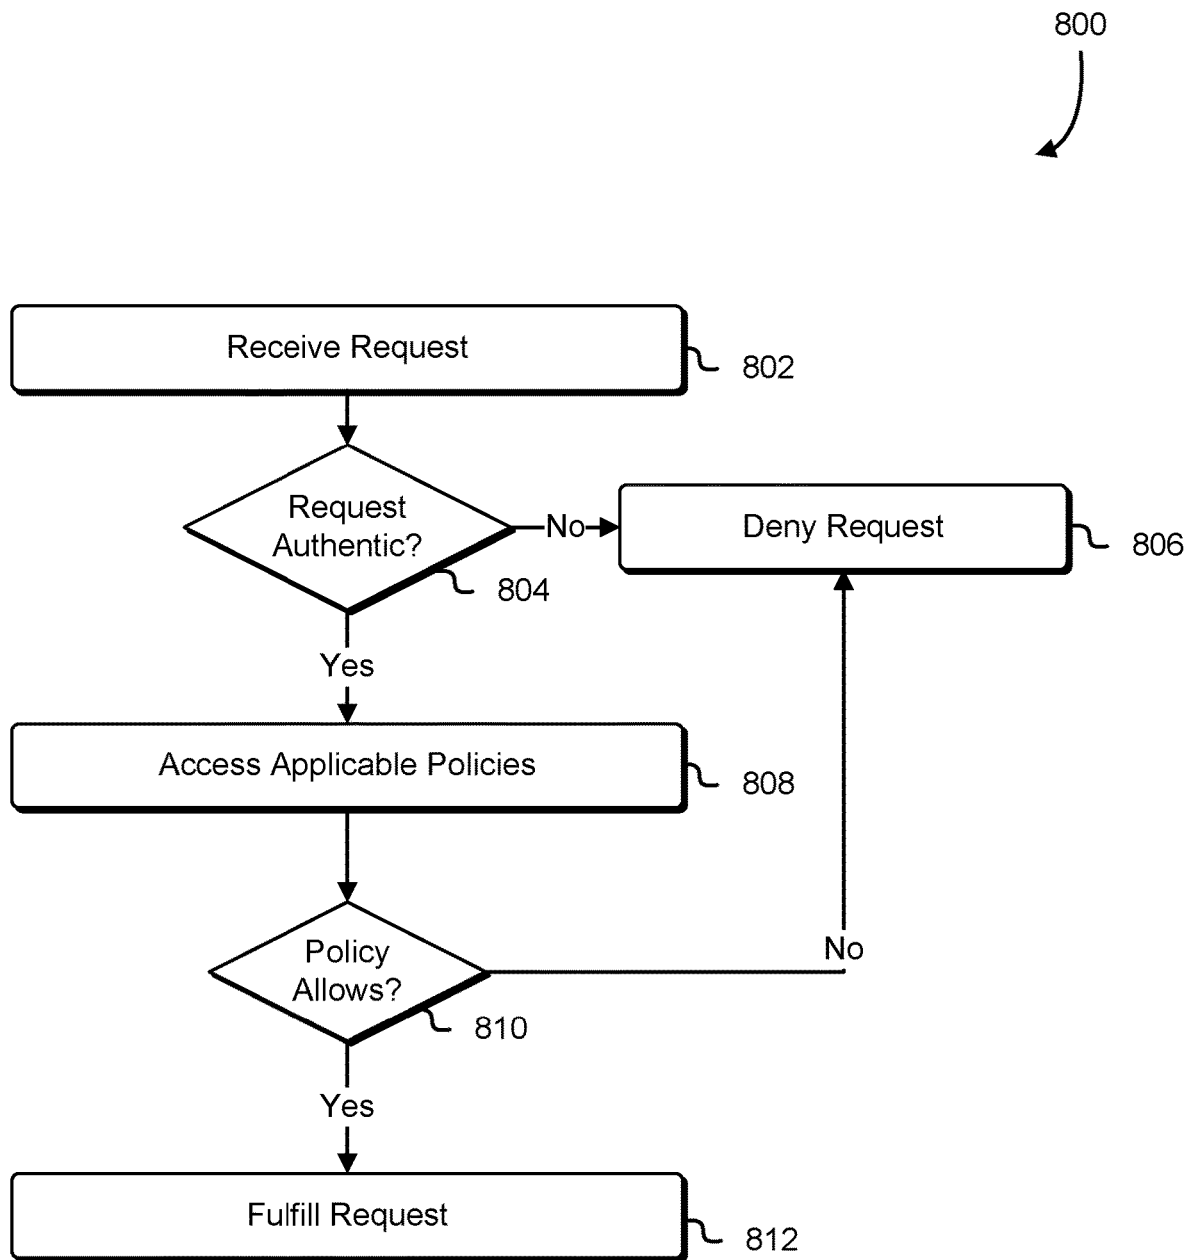 800
Receive Request
802
Request
Authentic?
804
No
Deny Request
806
Yes
Access Applicable Policies
808
Policy
Allows?
810
No
Yes
Fulfill Request
812